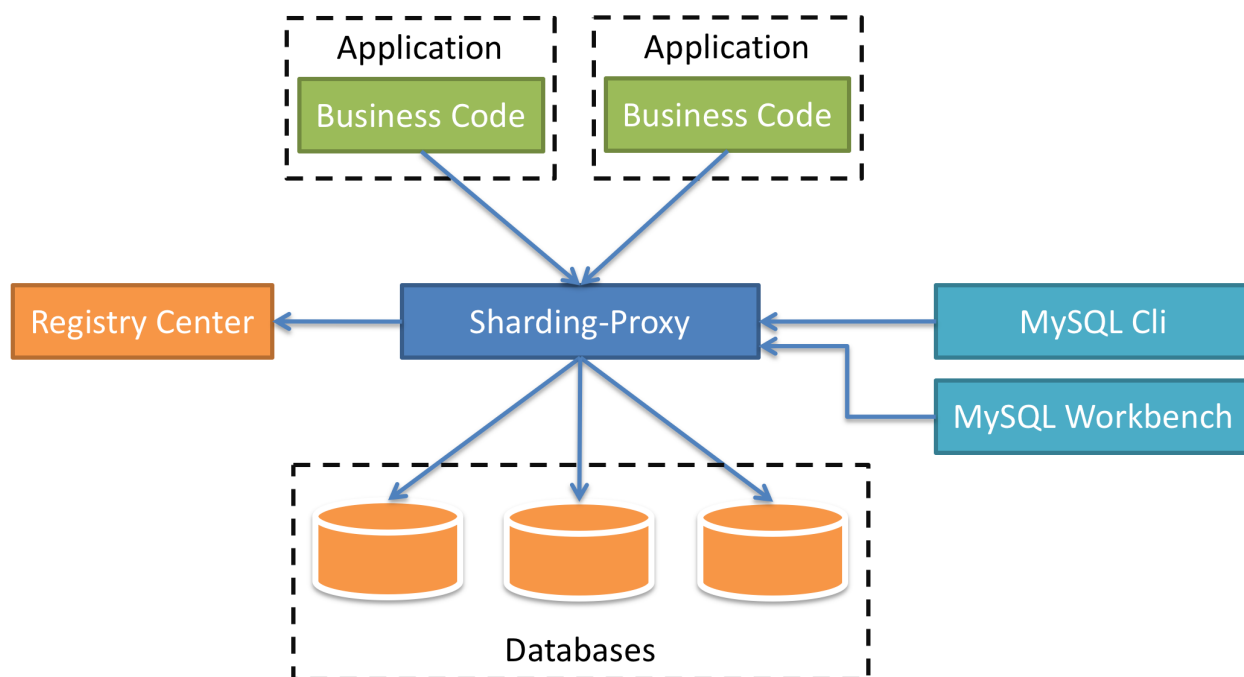 Application
Application
Business Code
Business Code
Registry Center
Sharding-Proxy
MySQL Cli
MySQL Workbench
Databases